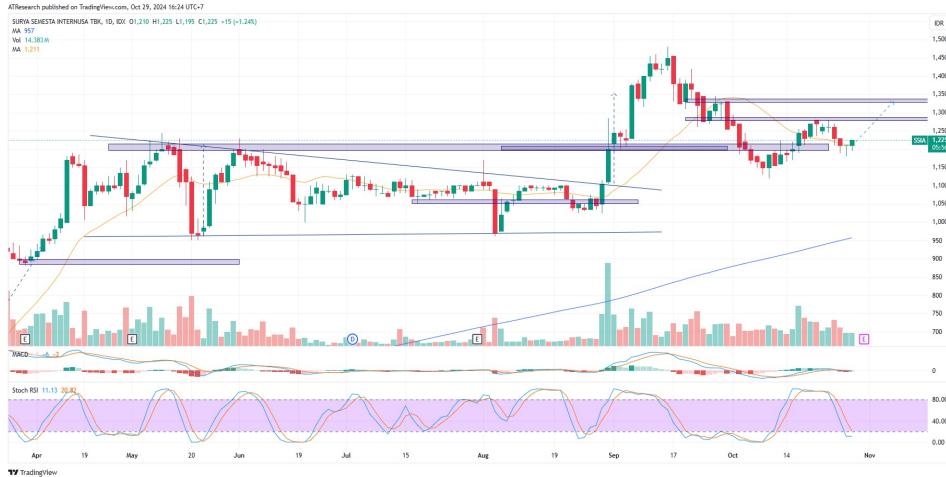 ATResearch published on TradingView.com, Oct 29, 2024 16:24 UTC+7
SURYA SEMESTA INTERNUSA TBK, 1D, IDX O1,210 H1,225 L1,195 C1,225 +15 (+1.24%)
IDR
MA 957
Vol 14.383M
MA 1,211
1,500
1,450
1,400
1,350
1,300
1,250
SSIA 1,225
1,200
1,150
1,100
1,050
1,000
950
900
850
800
750
700
E E D E E
MACD
0
Stoch RSI 11.13 20.82
80.00
40.00
0.00
Apr 19 May 20 Jun 19 Jul 15 Aug 19 Sep 17 Oct 14 Nov
TradingView